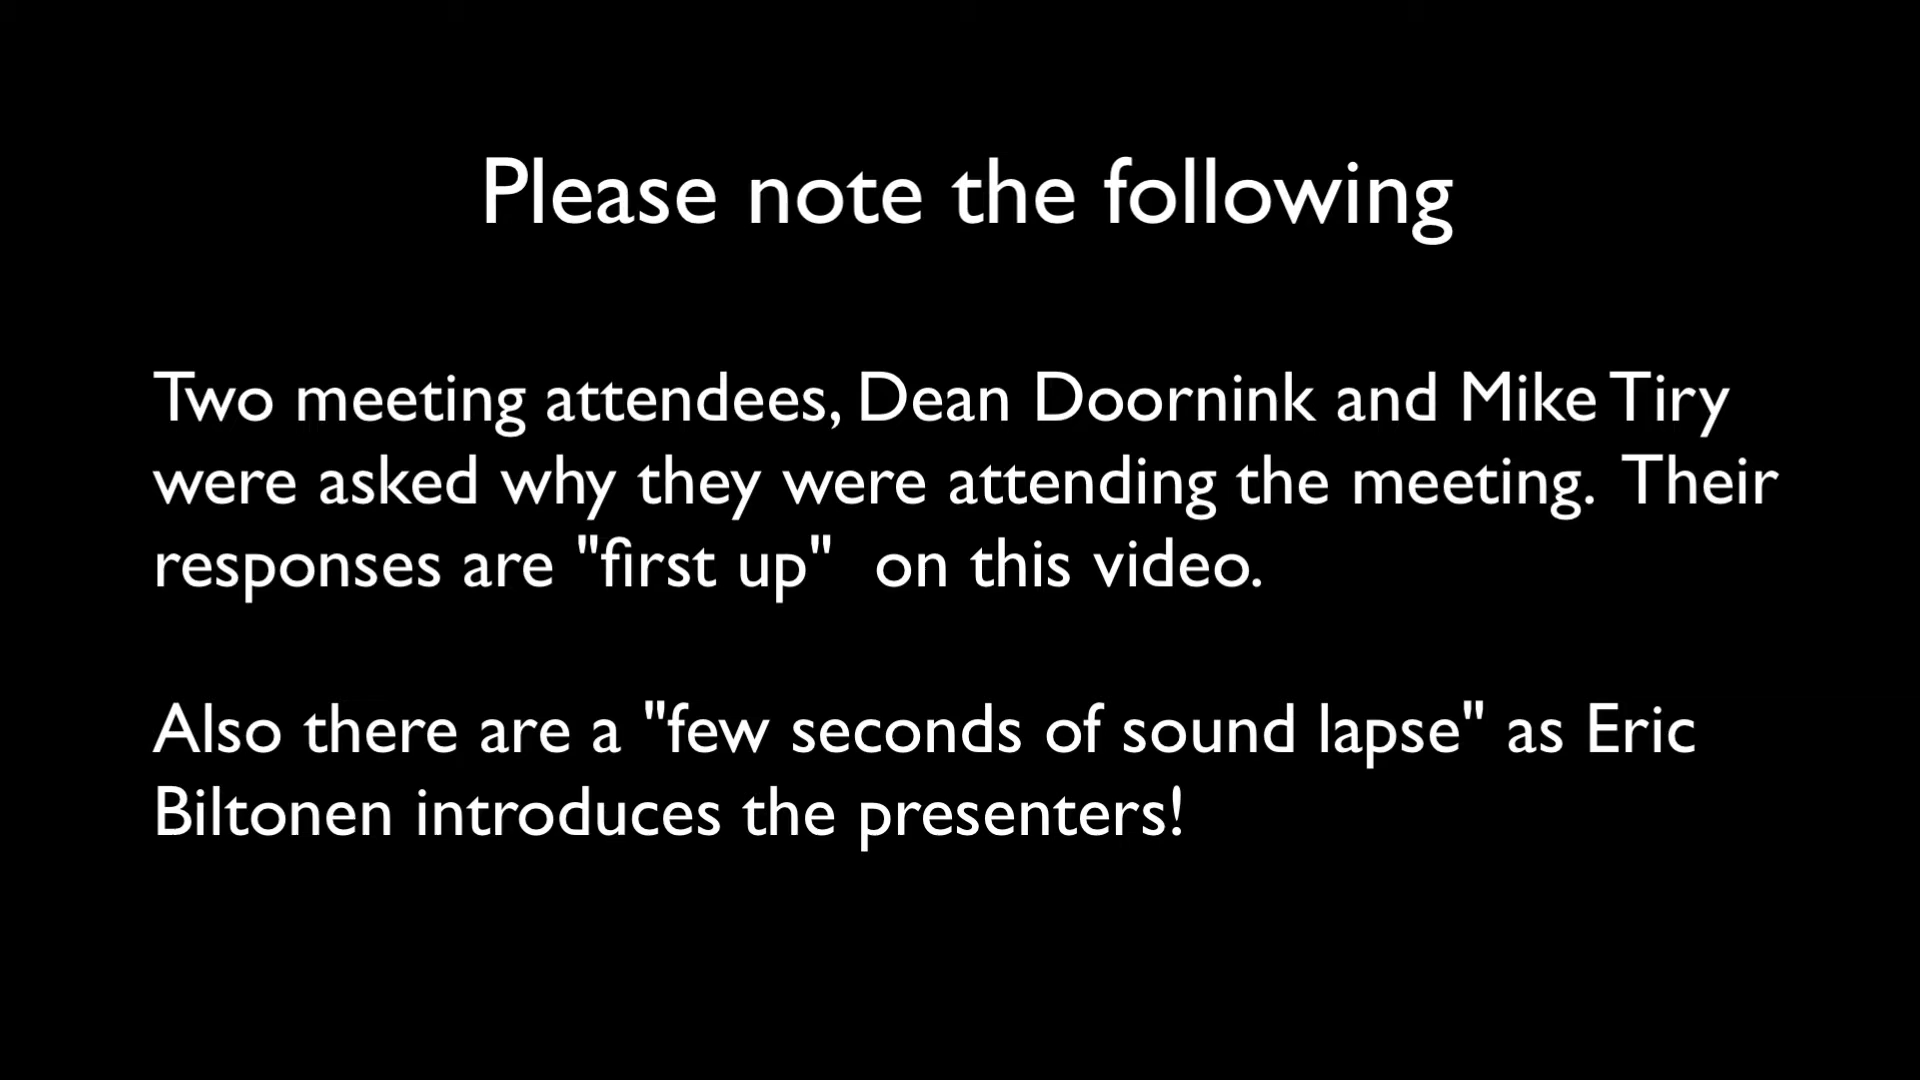 Please note the following
Two meeting attendees, Dean Doornink and Mike Tiry
were asked why they were attending the meeting.  Their
responses are "first up"  on this video.
Also there are a "few seconds of sound lapse" as Eric
Biltonen introduces the presenters!